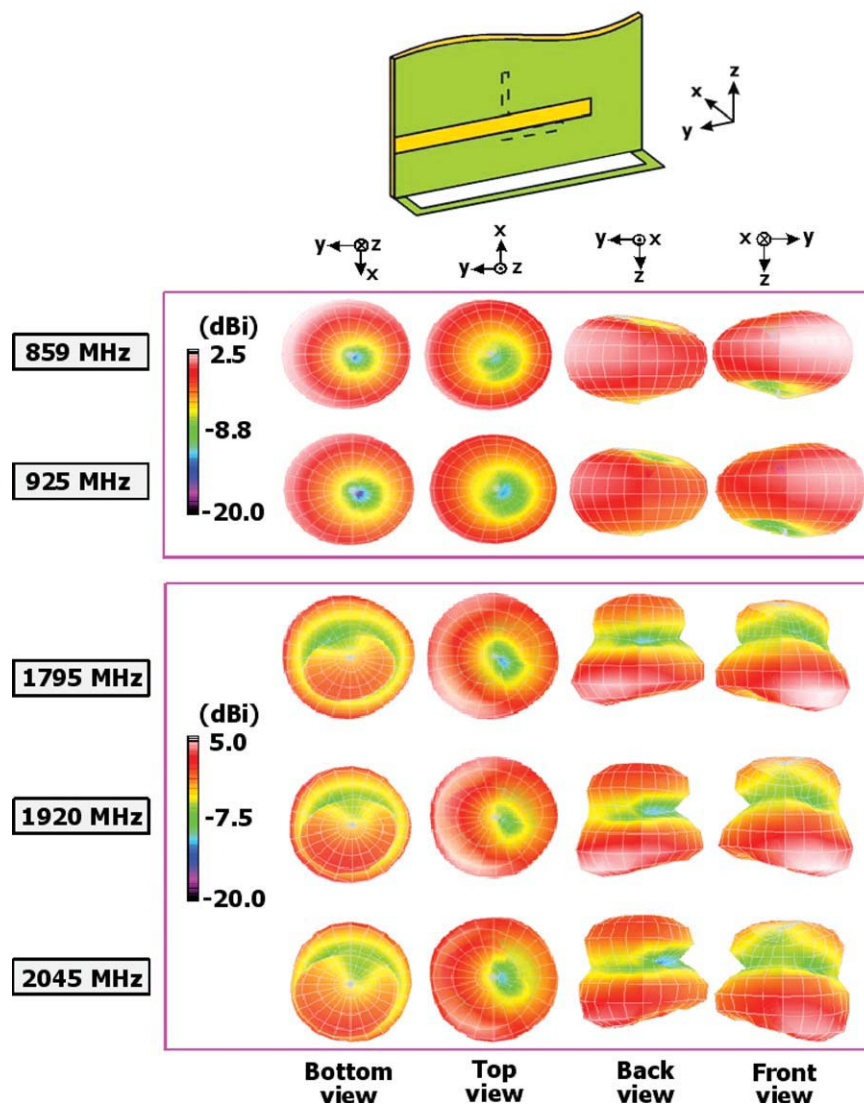 z
x
y
y z
x
x
y z
y x
z
x y
z
(dBi)
859 MHz
2.5
-8.8
925 MHz
-20.0
1795 MHz
(dBi)
5.0
1920 MHz
-7.5
-20.0
2045 MHz
Bottom view
Top view
Back view
Front view